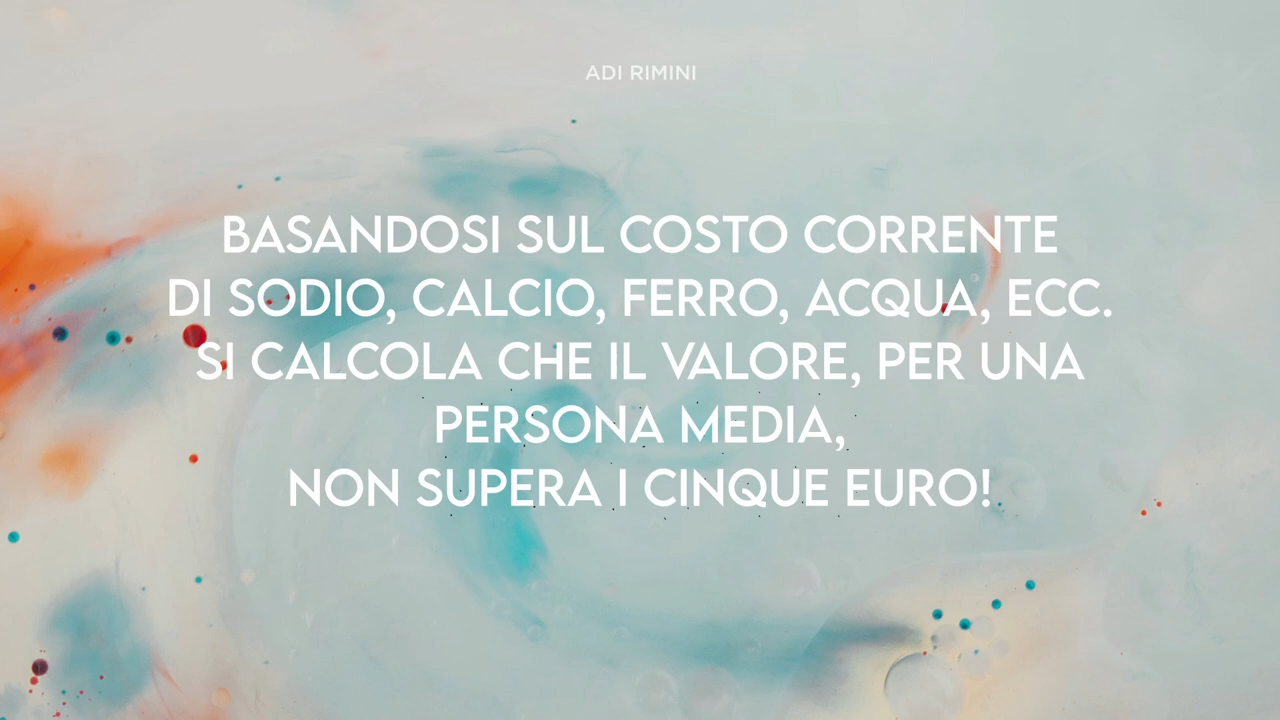 ADI RIMINI
BASANDOSI SUL COSTO CORRENTE
DI SODIO, CALCIO, FERRO, ACQUA, ECC.
SI CALCOLA CHE IL VALORE, PER UNA
PERSONA MEDIA,
NON SUPERA I CINQUE EURO!